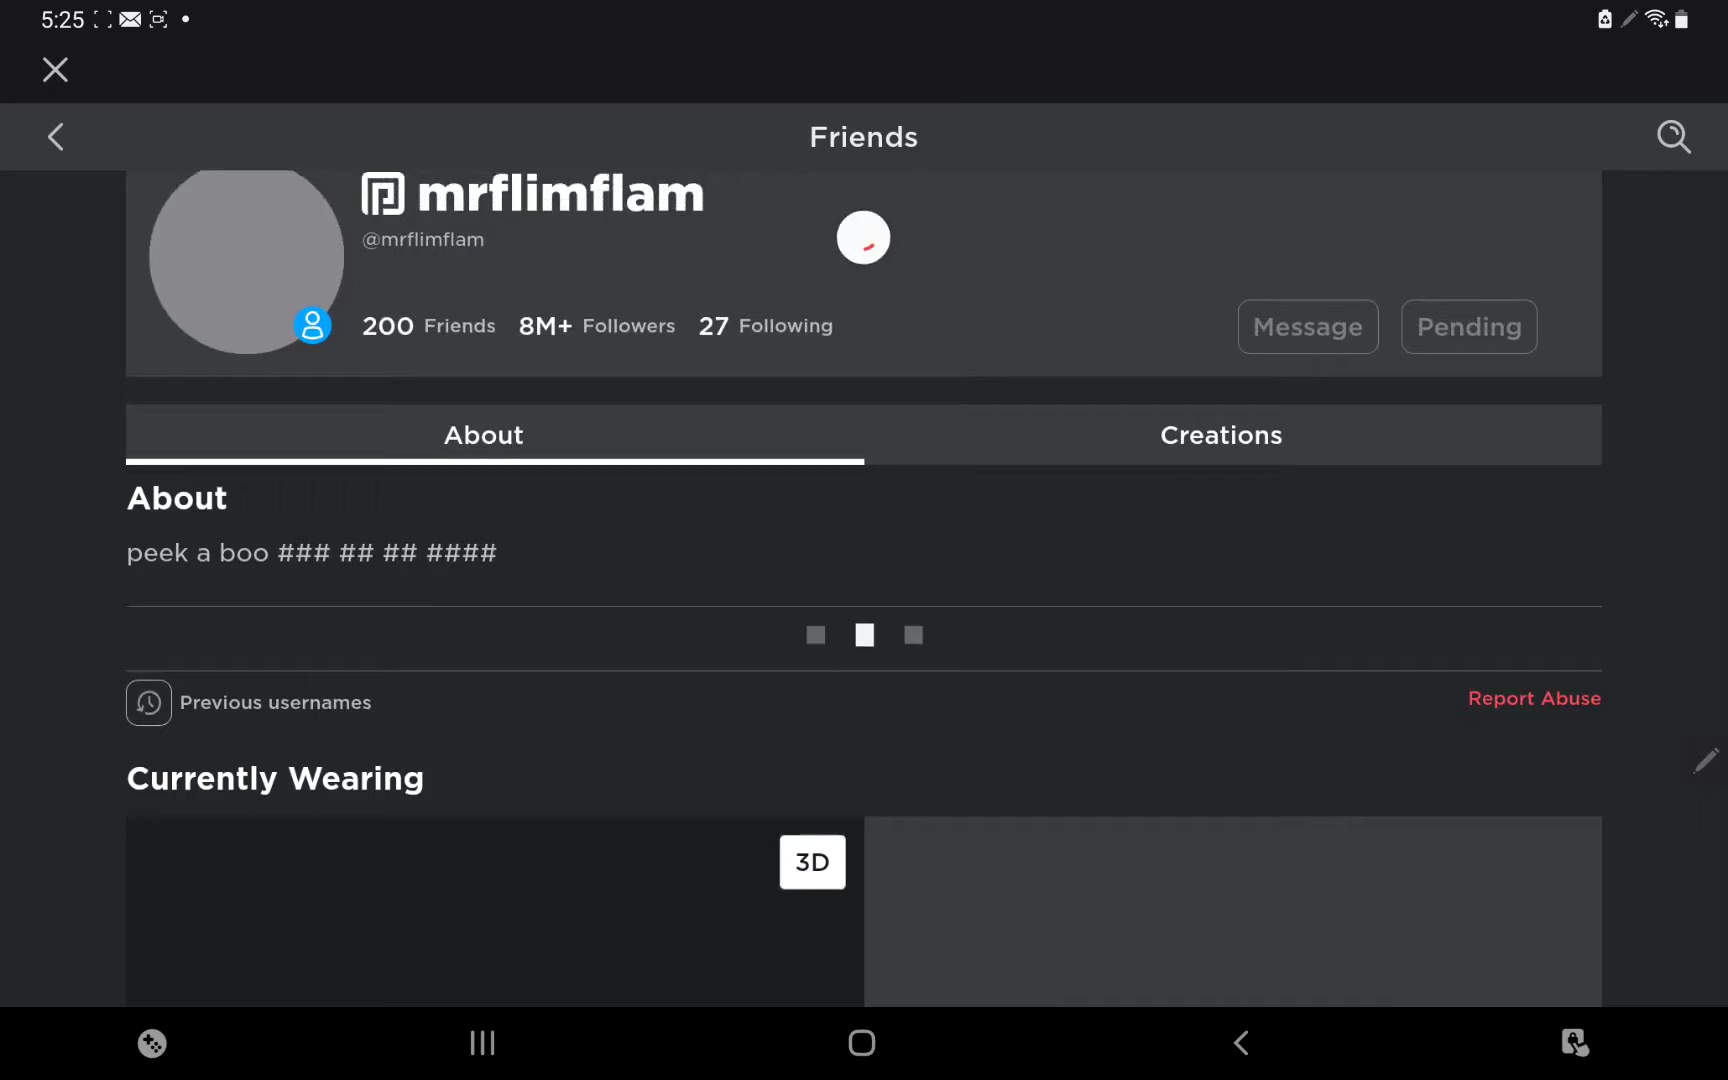 5:25
Friends
mrflimflam
@mrflimflam
200 Friends 8M+ Followers 27 Following
Message Pending
About Creations
About
peek a boo ### ## ## ####
Previous usernames
Report Abuse
Currently Wearing
3D